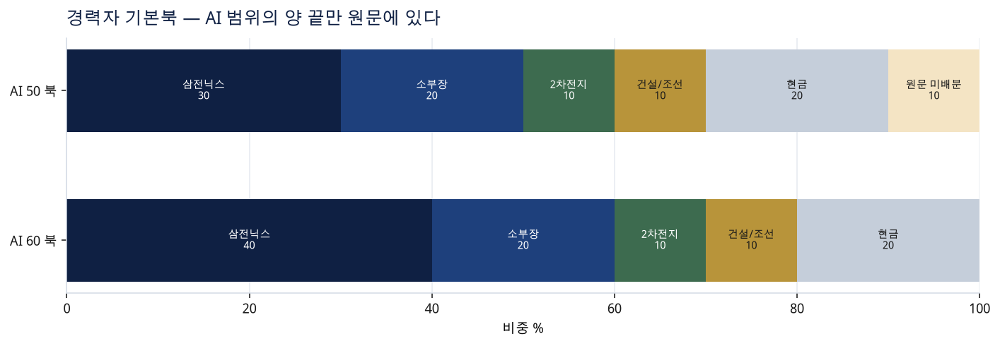 경력자 기본북 — AI 범위의 양 끝만 원문에 있다
AI 50 북
삼전닉스
30
소부장
20
2차전지
10
건설/조선
10
현금
20
원문 미배분
10
AI 60 북
삼전닉스
40
소부장
20
2차전지
10
건설/조선
10
현금
20
0
20
40
60
80
100
비중 %